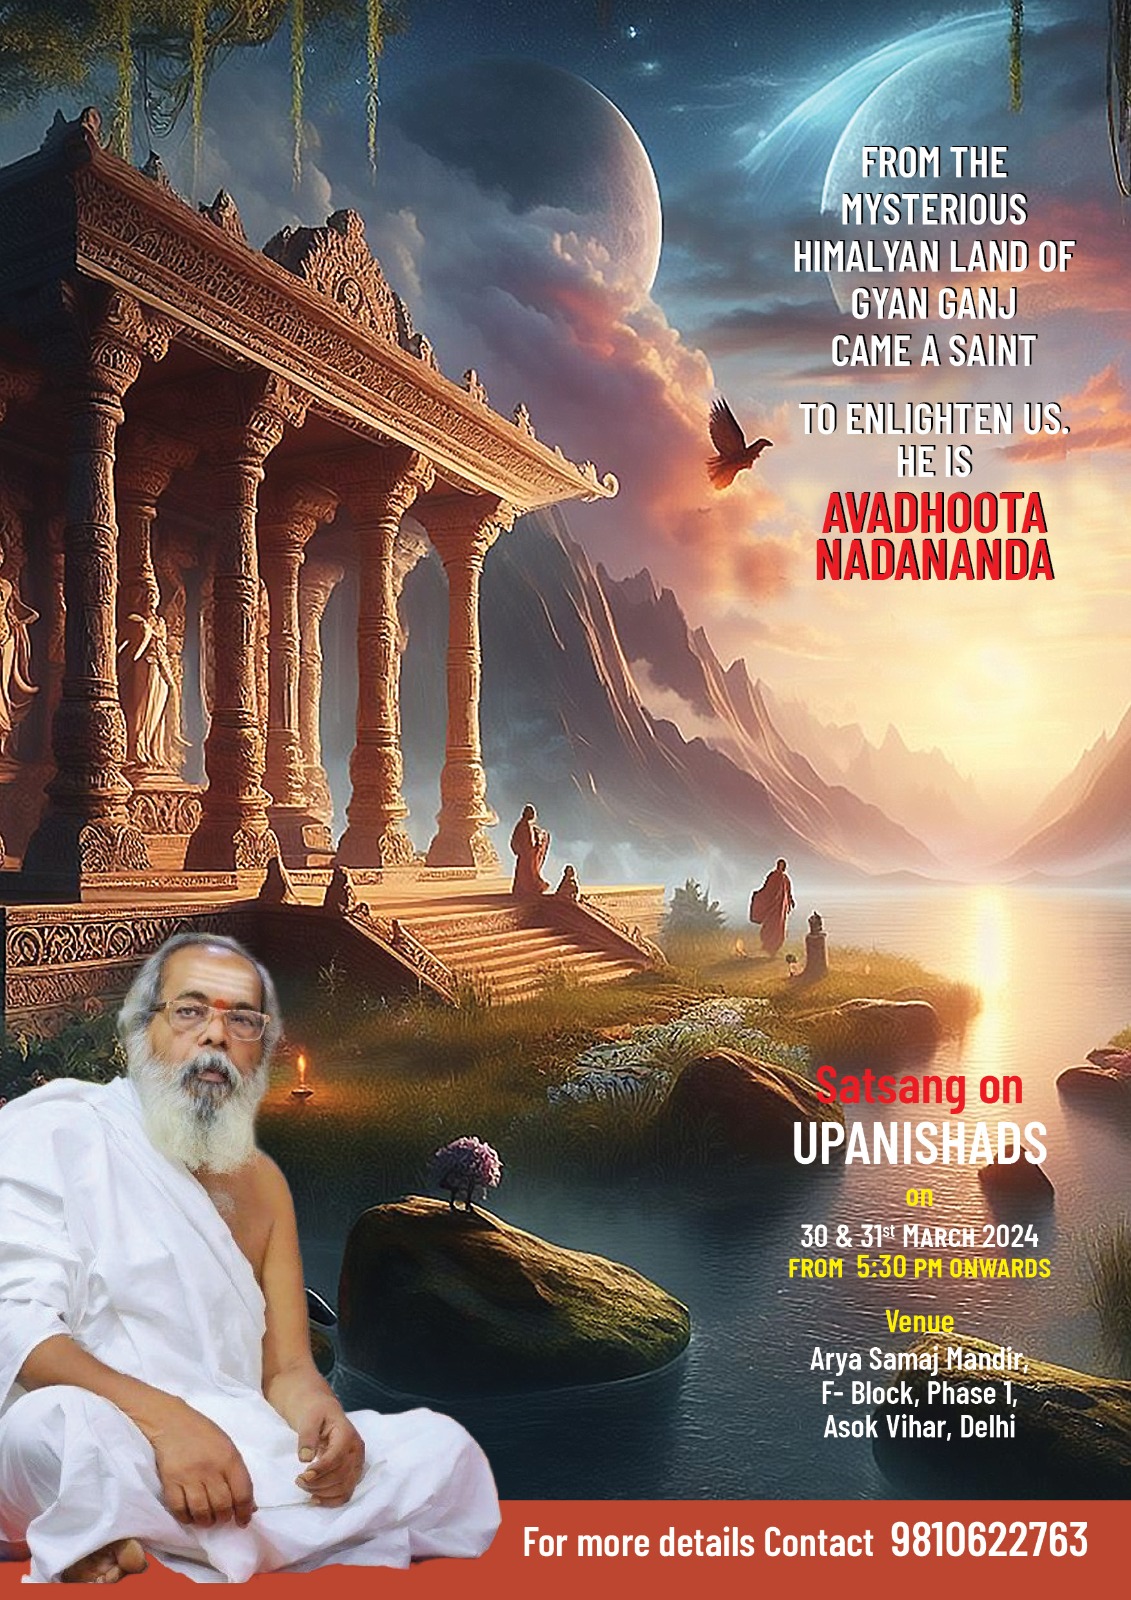 FROM THE
MYSTERIOUS
HIMALYAN LAND OF
GYAN GANJ
CAME A SAINT
TO ENLIGHTEN US.
HE IS
AVADHOOTA
NADANANDA
Satsang on
UPANISHADS
on
30 & 31st MARCH 2024
FROM 5:30 PM ONWARDS
Venue
Arya Samaj Mandir,
F- Block, Phase 1,
Asok Vihar, Delhi
For more details Contact 9810622763